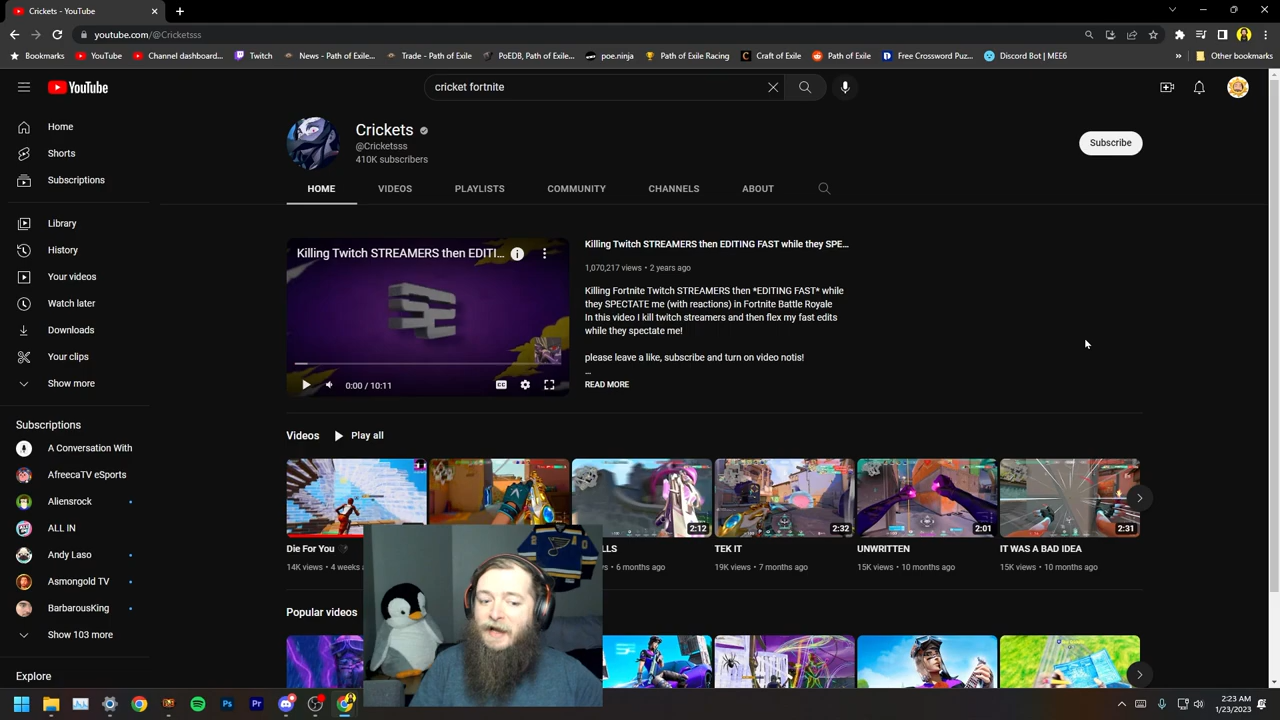 Crickets - YouTube
youtube.com/@Cricketsss
Bookmarks
YouTube
Channel dashboard...
Twitch
News - Path of Exile...
Trade - Path of Exile
PoEDB, Path of Exile...
poe.ninja
Path of Exile Racing
Craft of Exile
Reddit - Path of Exile
Free Crossword Puz...
Discord Bot | MEE6
»
Other bookmarks
YouTube
cricket fortnite
Home
Shorts
Subscriptions
Library
History
Your videos
Watch later
Downloads
Your clips
Show more
Subscriptions
A Conversation With
AfreecaTV eSports
Aliensrock
ALL IN
Andy Laso
Asmongold TV
BarbarousKing
Show 103 more
Explore
Crickets
@Cricketsss
410K subscribers
Subscribe
HOME
VIDEOS
PLAYLISTS
COMMUNITY
CHANNELS
ABOUT
Killing Twitch STREAMERS then EDITI...
0:00 / 10:11
Killing Twitch STREAMERS then EDITING FAST while they SPE...
1,070,217 views • 2 years ago
Killing Fortnite Twitch STREAMERS then *EDITING FAST* while
they SPECTATE me (with reactions) in Fortnite Battle Royale
In this video I kill twitch streamers and then flex my fast edits
while they spectate me!
please leave a like, subscribe and turn on video notis!
...
READ MORE
Videos
Play all
2:12
2:32
2:01
2:31
Die For You
LLS
TEK IT
UNWRITTEN
IT WAS A BAD IDEA
14K views • 4 weeks a
s • 6 months ago
19K views • 7 months ago
15K views • 10 months ago
15K views • 10 months ago
Popular videos
2:23 AM
1/23/2023